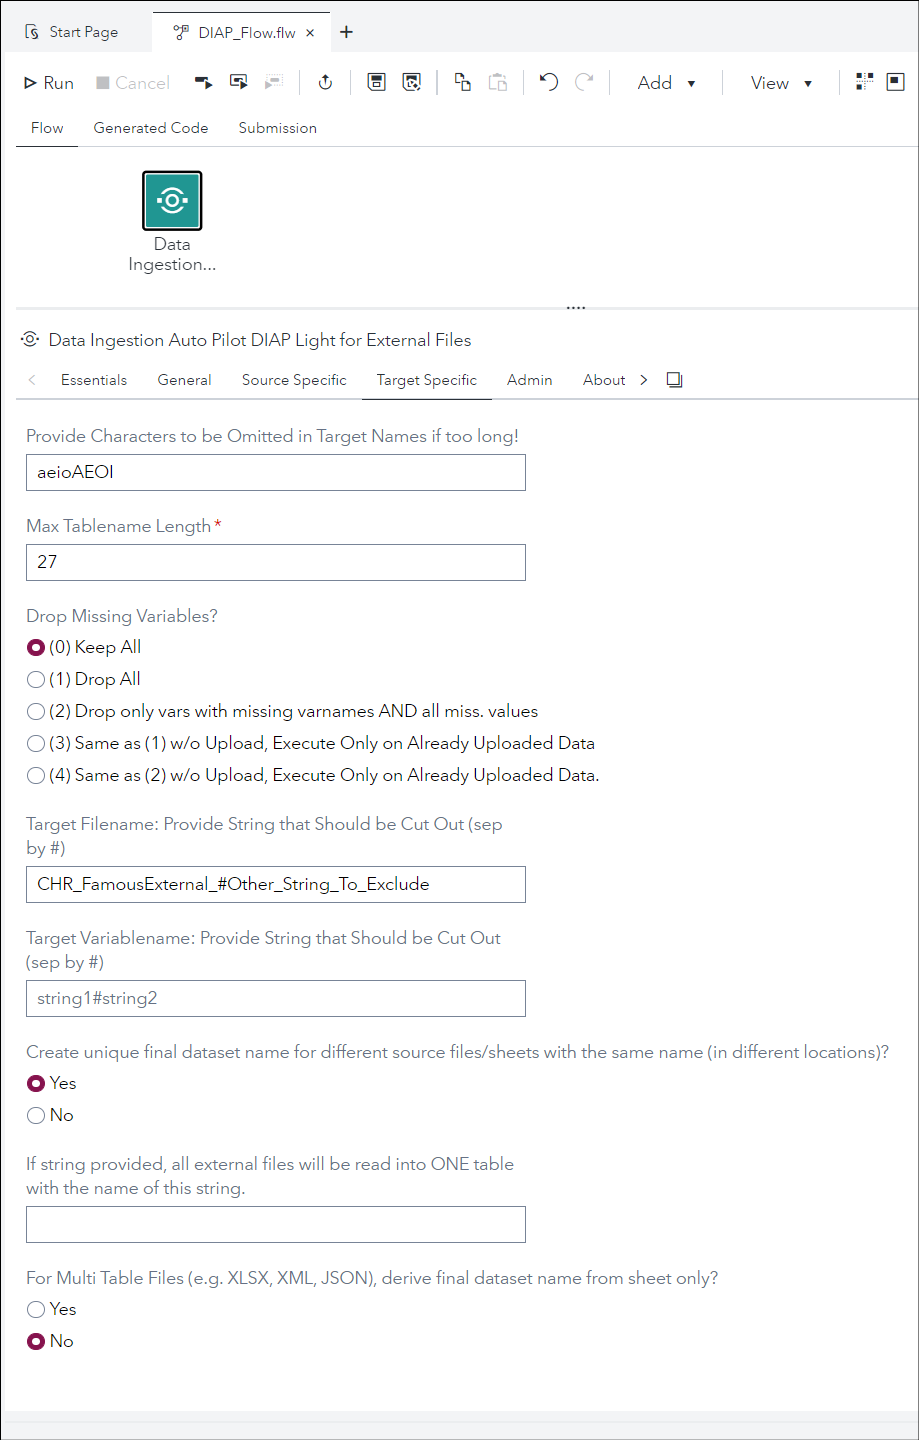 Start Page
DIAP_Flow.flw ×
Run Cancel Add View
Flow Generated Code Submission
Data
Ingestion...
Data Ingestion Auto Pilot DIAP Light for External Files
Essentials General Source Specific Target Specific Admin About
Provide Characters to be Omitted in Target Names if too long!
aeioAEOI
Max Tablename Length*
27
Drop Missing Variables?
(0) Keep All
(1) Drop All
(2) Drop only vars with missing varnames AND all miss. values
(3) Same as (1) w/o Upload, Execute Only on Already Uploaded Data
(4) Same as (2) w/o Upload, Execute Only on Already Uploaded Data.
Target Filename: Provide String that Should be Cut Out (sep
by #)
CHR_FamousExternal_#Other_String_To_Exclude
Target Variablename: Provide String that Should be Cut Out
(sep by #)
string1#string2
Create unique final dataset name for different source files/sheets with the same name (in different locations)?
Yes
No
If string provided, all external files will be read into ONE table
with the name of this string.
For Multi Table Files (e.g. XLSX, XML, JSON), derive final dataset name from sheet only?
Yes
No